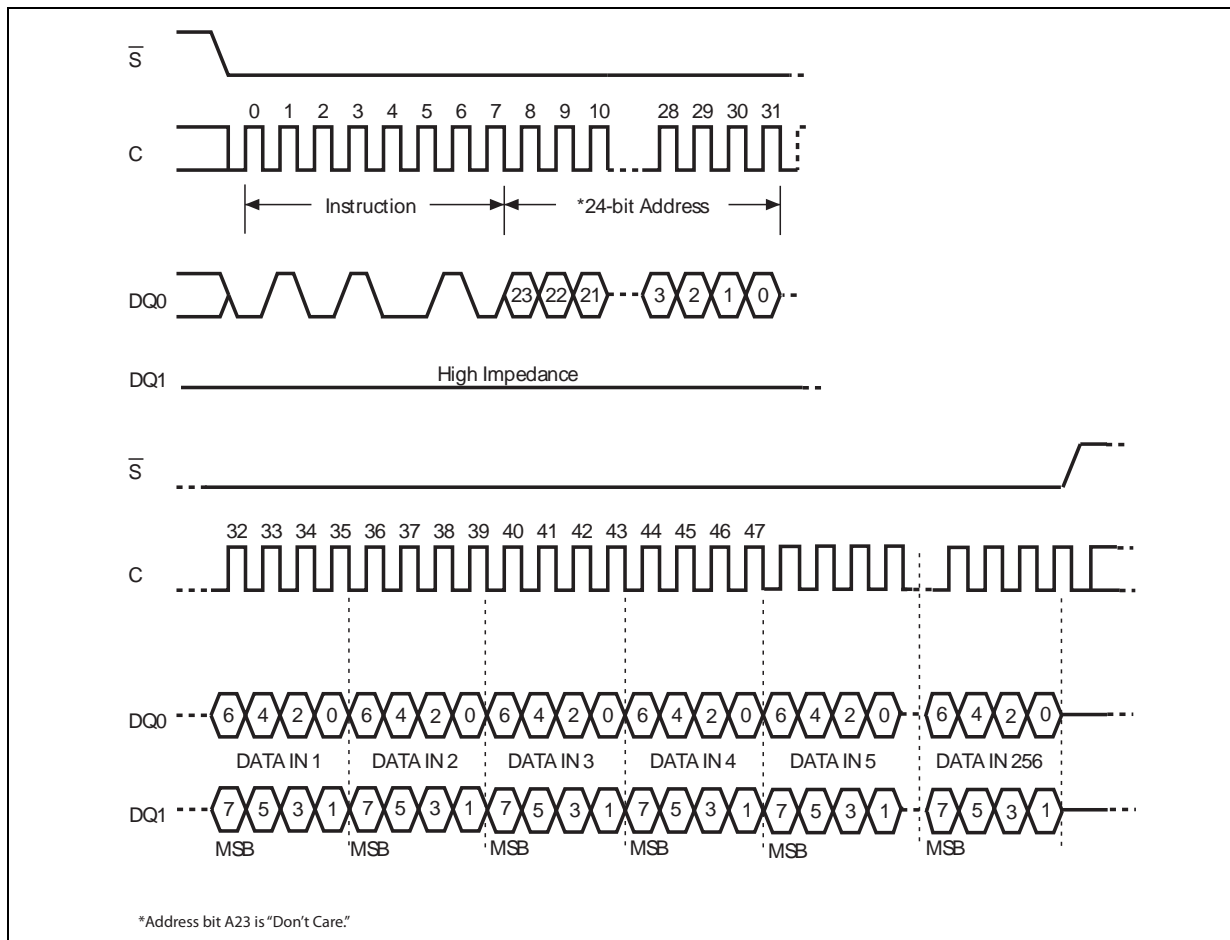 S
0 1 2 3 4 5 6 7 8 9 10 28 29 30 31
C
Instruction *24-bit Address
DQ0 23 22 21 3 2 1 0
High Impedance
DQ1
S
32 33 34 35 36 37 38 39 40 41 42 43 44 45 46 47
C
DQ0 6 4 2 0 6 4 2 0 6 4 2 0 6 4 2 0 6 4 2 0 6 4 2 0
DATA IN 1 DATA IN 2 DATA IN 3 DATA IN 4 DATA IN 5 DATA IN 256
DQ1 7 5 3 1 7 5 3 1 7 5 3 1 7 5 3 1 7 5 3 1 7 5 3 1
MSB MSB MSB MSB MSB MSB
*Address bit A23 is "Don't Care."